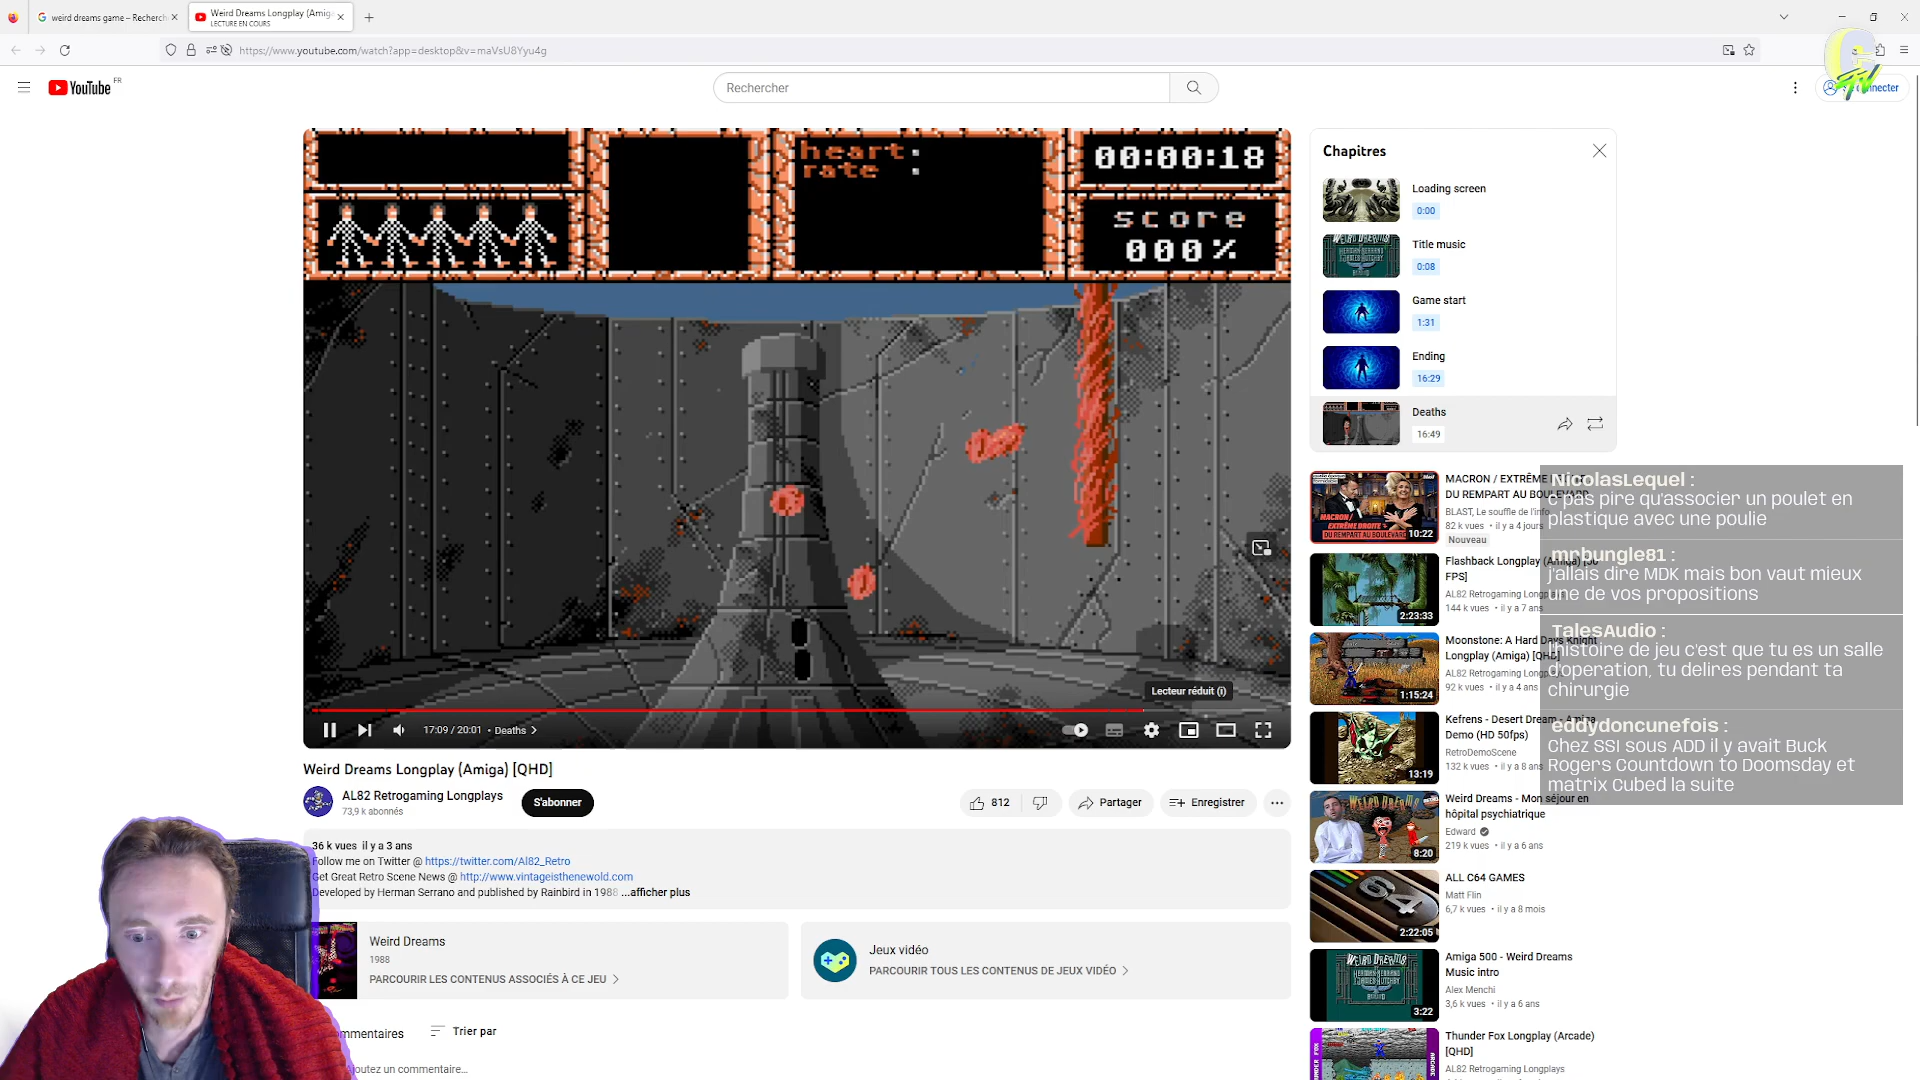 weird dreams game – Recherch
Weird Dreams Longplay (Amiga
LECTURE EN COURS
https://www.youtube.com/watch?app=desktop&v=maVsU8Yyu4g
YouTube FR
Rechercher
heart :
rate :
00:00:18
score
000%
Lecteur réduit (i)
17:09 / 20:01 • Deaths
Chapitres
Loading screen
0:00
Title music
0:08
Game start
1:31
Ending
16:29
Deaths
16:49
Weird Dreams Longplay (Amiga) [QHD]
AL82 Retrogaming Longplays
73,9 k abonnés
S'abonner
812
Partager
Enregistrer
36 k vues il y a 3 ans
Follow me on Twitter @ https://twitter.com/Al82_Retro
Get Great Retro Scene News @ http://www.vintageisthenewold.com
Developed by Herman Serrano and published by Rainbird in 1988 ...afficher plus
Weird Dreams
1988
PARCOURIR LES CONTENUS ASSOCIÉS À CE JEU
Jeux vidéo
PARCOURIR TOUS LES CONTENUS DE JEUX VIDÉO
mmentaires
Trier par
joutez un commentaire...
MACRON / EXTRÊME
DU REMPART AU BOULEVARD
BLAST, Le souffle de l'info
82 k vues • il y a 4 jours
Nouveau
10:22
Flashback Longplay (Amiga)
FPS]
AL82 Retrogaming Longp
144 k vues • il y a 7 ans
2:23:33
Moonstone: A Hard Days Knight
Longplay (Amiga) [QHD]
AL82 Retrogaming Longp
92 k vues • il y a 4 ans
1:15:24
Kefrens - Desert Dream - Amiga
Demo (HD 50fps)
RetroDemoScene
132 k vues • il y a 8 ans
13:19
Weird Dreams - Mon séjour en
hôpital psychiatrique
Edward
219 k vues • il y a 6 ans
8:20
ALL C64 GAMES
Matt Flin
6,7 k vues • il y a 8 mois
2:22:05
Amiga 500 - Weird Dreams
Music intro
Alex Menchi
3,6 k vues • il y a 6 ans
3:22
Thunder Fox Longplay (Arcade)
[QHD]
AL82 Retrogaming Longplays
NicolasLequel :
c pas pire qu'associer un poulet en
plastique avec une poulie
mrbungle81 :
j'allais dire MDK mais bon vaut mieux
une de vos propositions
TalesAudio :
l'histoire de jeu c'est que tu es un salle
d'operation, tu delires pendant ta
chirurgie
eddydoncunefois :
Chez SSI sous ADD il y avait Buck
Rogers Countdown to Doomsday et
matrix Cubed la suite